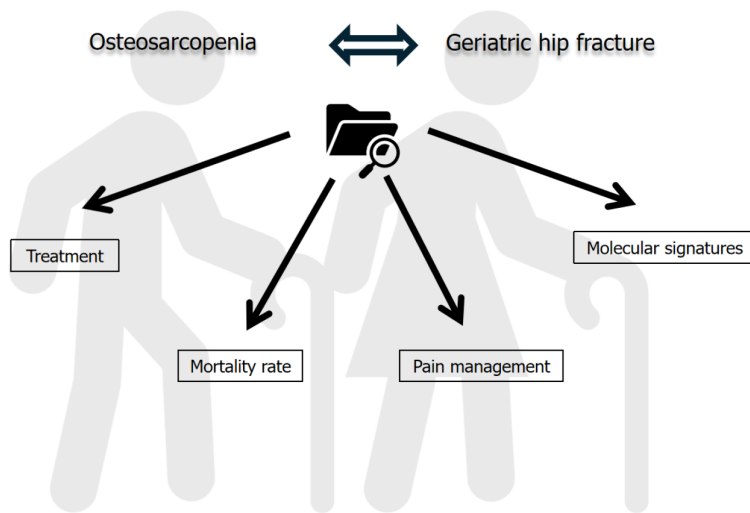 Osteosarcopenia
Geriatric hip fracture
Treatment
Molecular signatures
Mortality rate
Pain management